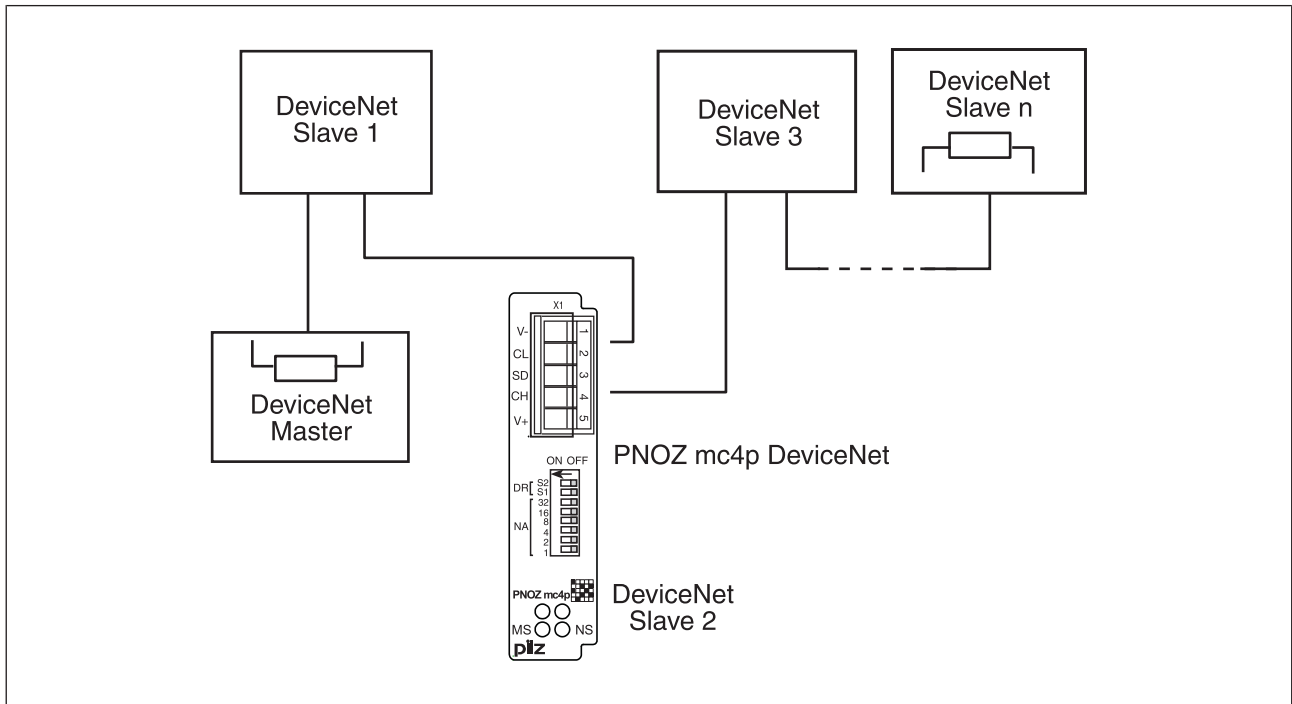 DeviceNet
Slave 1
DeviceNet
Slave 3
DeviceNet
Slave n
DeviceNet
Master
X1
V- 1
CL 2
SD 3
CH 4
V+ 5
PNOZ mc4p DeviceNet
ON OFF
DR S2
S1
NA 32
16
8
4
2
1
PNOZ mc4p
MS NS
pilz
DeviceNet
Slave 2